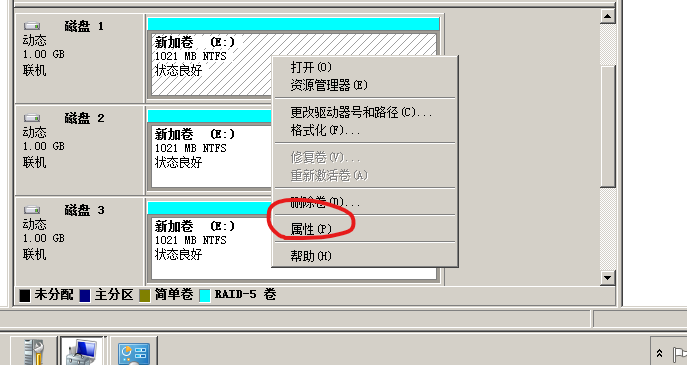 磁盘 1
动态
1.00 GB
联机
新加卷 (E:)
1021 MB NTFS
状态良好
磁盘 2
动态
1.00 GB
联机
新加卷 (E:)
1021 MB NTFS
状态良好
磁盘 3
动态
1.00 GB
联机
新加卷 (E:)
1021 MB NTFS
状态良好
打开(O)
资源管理器(E)
更改驱动器号和路径(C)...
格式化(F)...
修复卷(V)...
重新激活卷(A)
删除卷(D)...
属性(P)
帮助(H)
未分配 主分区 简单卷 RAID-5 卷